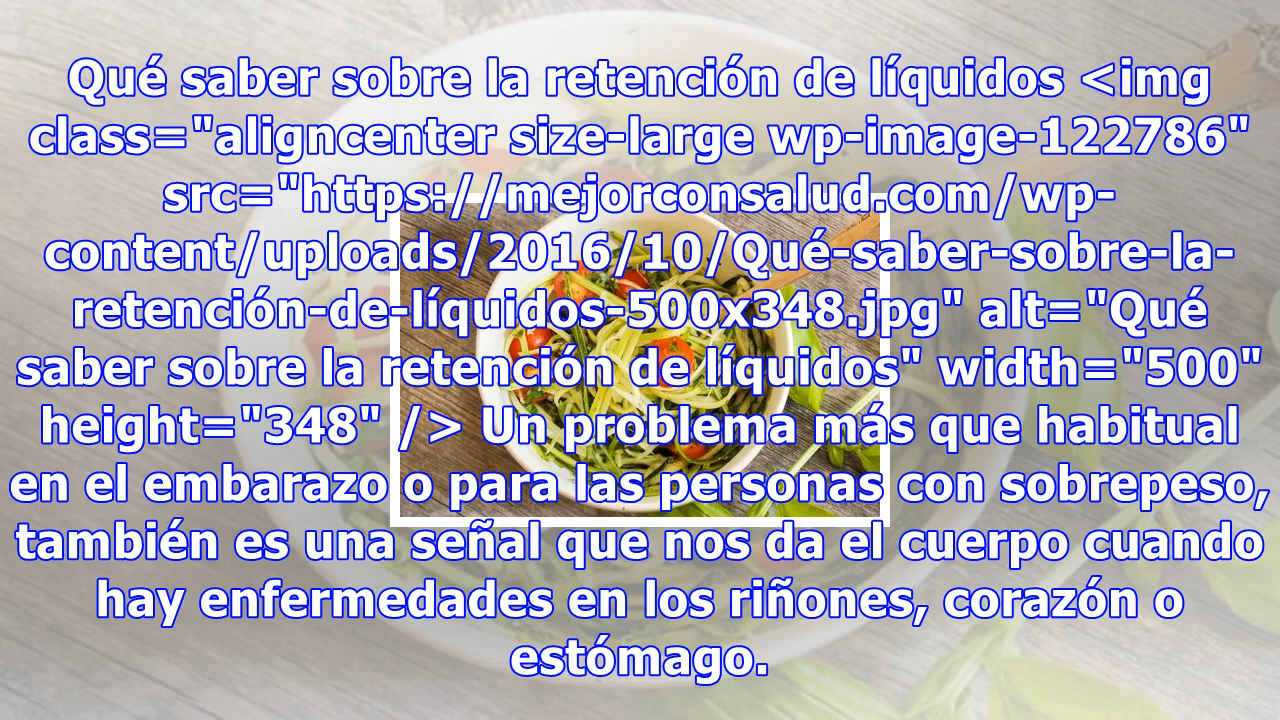 Qué saber sobre la retención de líquidos <img
class="aligncenter size-large wp-image-122786"
src="https://mejorconsalud.com/wp-
content/uploads/2016/10/Qué-saber-sobre-la-
retención-de-líquidos-500x348.jpg" alt="Qué
saber sobre la retención de líquidos" width="500"
height="348" /> Un problema más que habitual
en el embarazo o para las personas con sobrepeso,
también es una señal que nos da el cuerpo cuando
hay enfermedades en los riñones, corazón o
estómago.